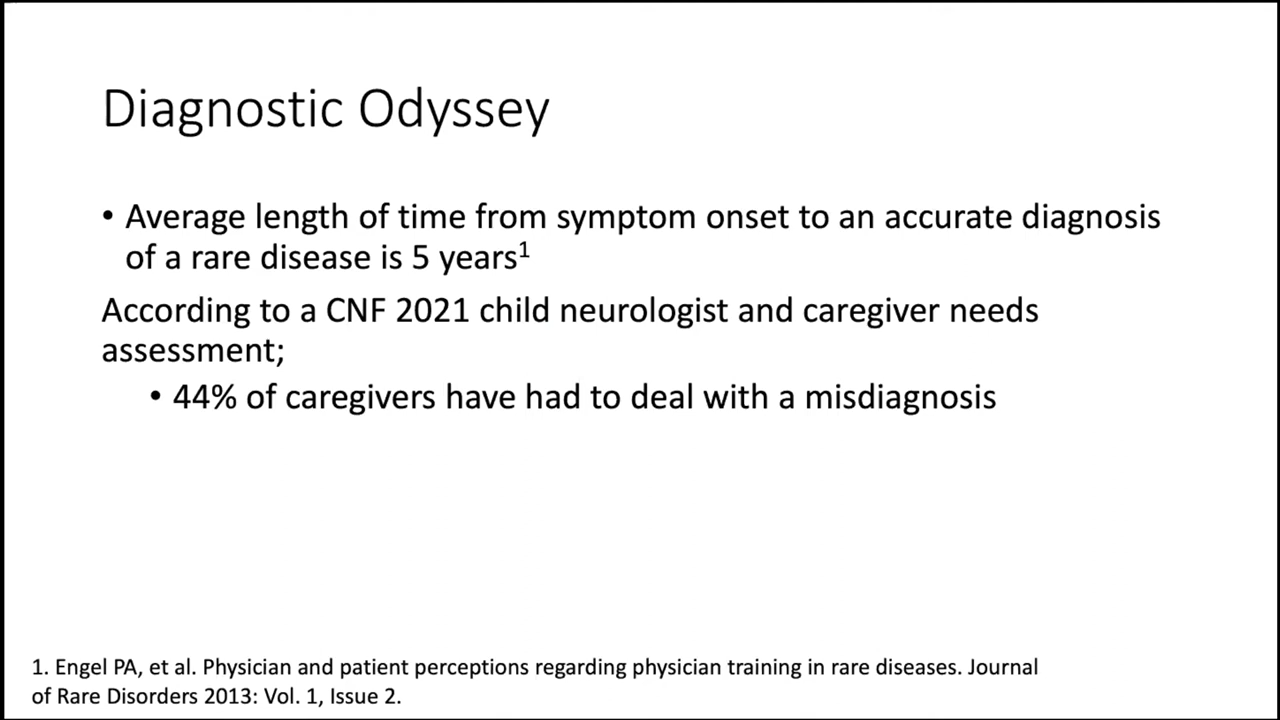 Diagnostic Odyssey
• Average length of time from symptom onset to an accurate diagnosis
of a rare disease is 5 years¹
According to a CNF 2021 child neurologist and caregiver needs
assessment;
• 44% of caregivers have had to deal with a misdiagnosis
1. Engel PA, et al. Physician and patient perceptions regarding physician training in rare diseases. Journal
of Rare Disorders 2013: Vol. 1, Issue 2.